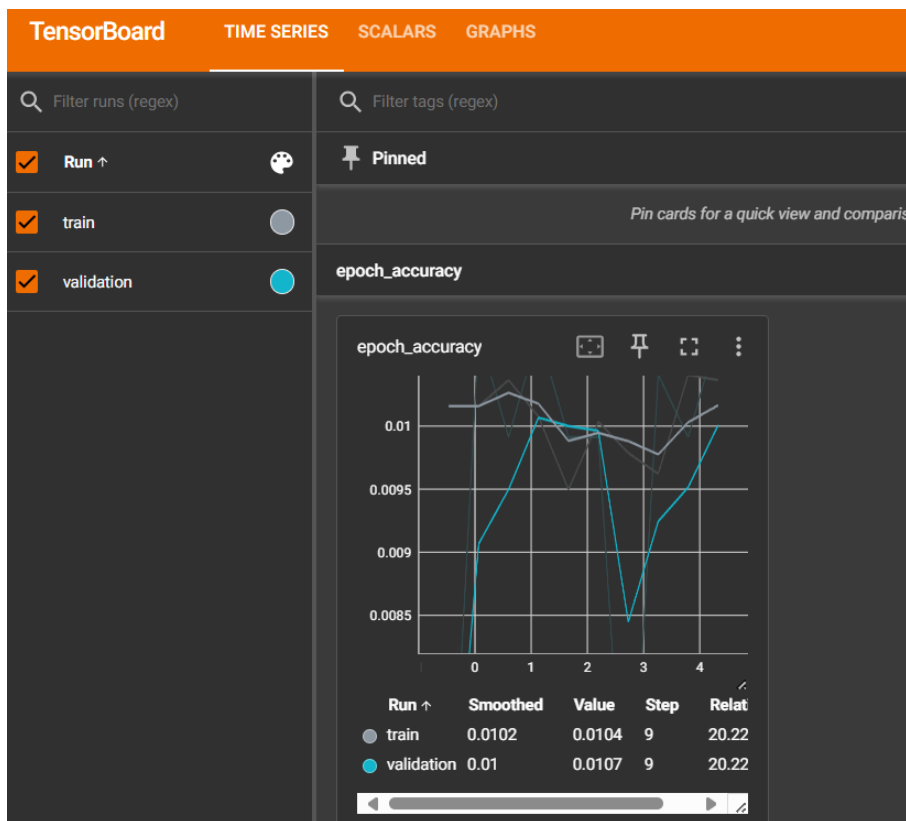 TensorBoard TIME SERIES SCALARS GRAPHS
Filter runs (regex)
Filter tags (regex)
Run ↑
Pinned
train
Pin cards for a quick view and comparis
validation
epoch_accuracy
epoch_accuracy
0.01
0.0095
0.009
0.0085
0 1 2 3 4
Run ↑ Smoothed Value Step Relati
train 0.0102 0.0104 9 20.22
validation 0.01 0.0107 9 20.22